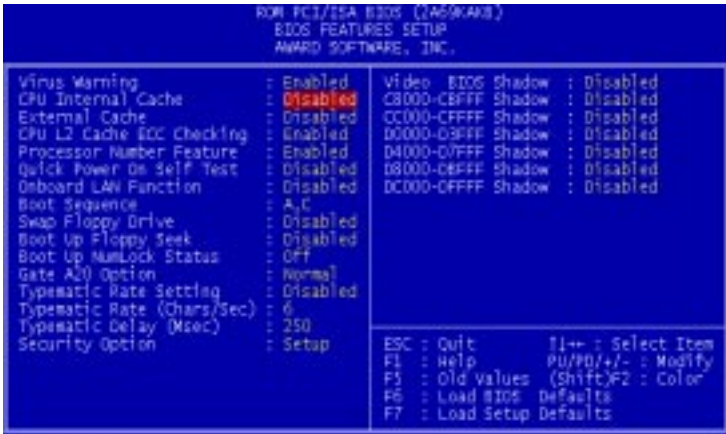 ROM PCI/ISA BIOS (2A69KAK8)
BIOS FEATURES SETUP
AWARD SOFTWARE, INC.
Virus Warning : Enabled
CPU Internal Cache : Disabled
External Cache : Disabled
CPU L2 Cache ECC Checking : Enabled
Processor Number Feature : Enabled
Quick Power On Self Test : Disabled
Onboard LAN Function : Disabled
Boot Sequence : A,C
Swap Floppy Drive : Disabled
Boot Up Floppy Seek : Disabled
Boot Up NumLock Status : Off
Gate A20 Option : Normal
Typematic Rate Setting : Disabled
Typematic Rate (Chars/Sec) : 6
Typematic Delay (Msec) : 250
Security Option : Setup
Video BIOS Shadow : Disabled
C8000-CBFFF Shadow : Disabled
CC000-CFFFF Shadow : Disabled
D0000-D3FFF Shadow : Disabled
D4000-D7FFF Shadow : Disabled
D8000-DBFFF Shadow : Disabled
DC000-DFFFF Shadow : Disabled
ESC : Quit ↑↓→← : Select Item
F1 : Help PU/PD/+/- : Modify
F5 : Old Values (Shift)F2 : Color
F6 : Load BIOS Defaults
F7 : Load Setup Defaults